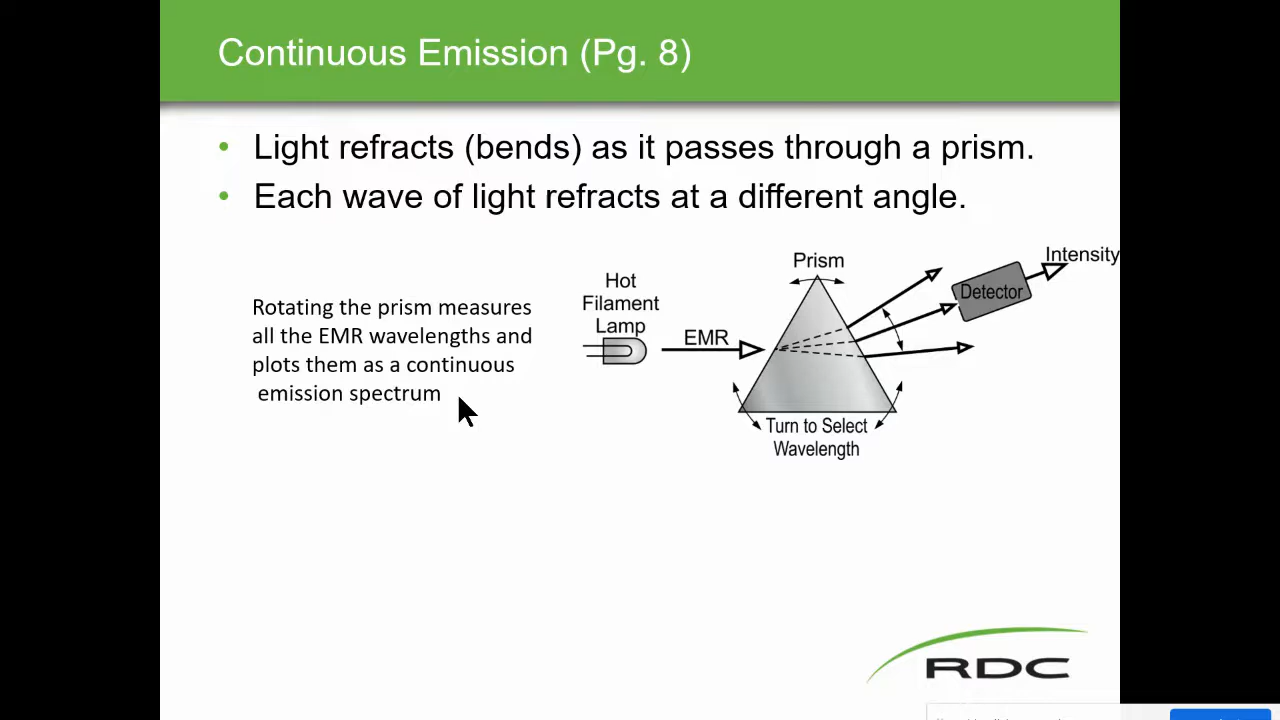 Continuous Emission (Pg. 8)
• Light refracts (bends) as it passes through a prism.
• Each wave of light refracts at a different angle.
Rotating the prism measures
all the EMR wavelengths and
plots them as a continuous
emission spectrum
Hot
Filament
Lamp
EMR
Prism
Detector
Intensity
Turn to Select
Wavelength
RDC